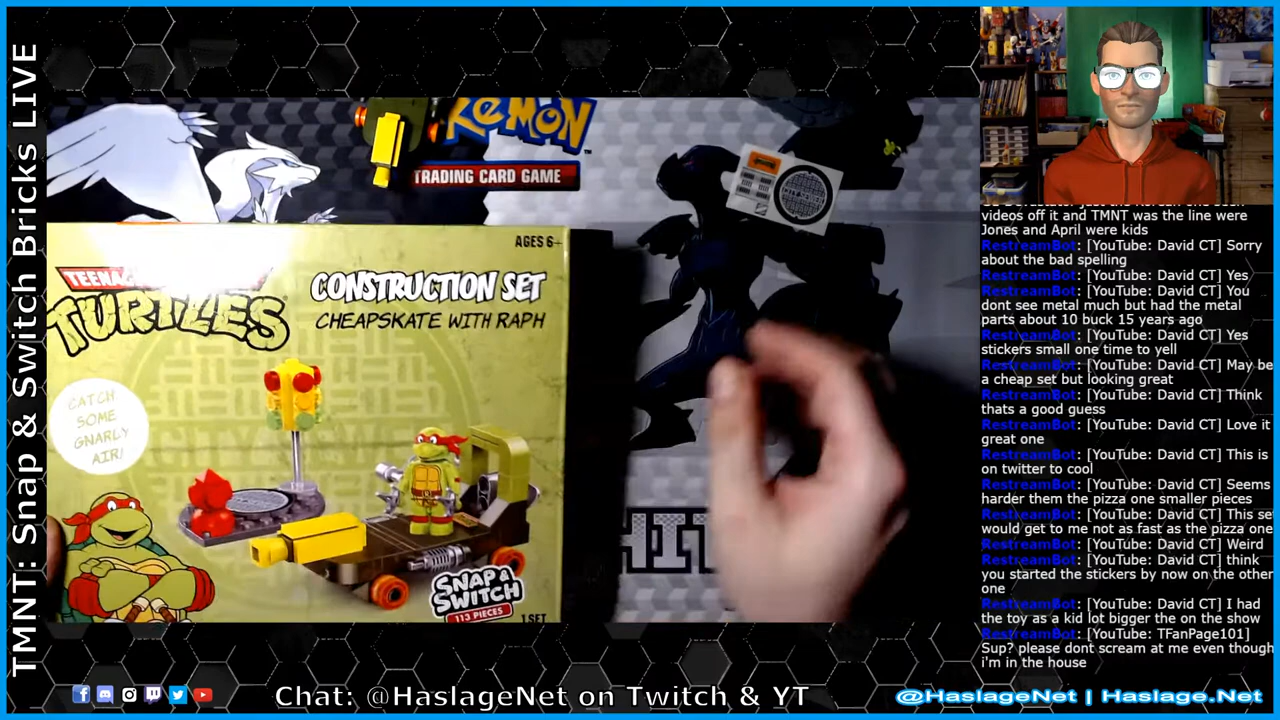 TMNT: Snap & Switch Bricks LIVE
POKéMON
TRADING CARD GAME
AGES 6+
TURTLES
CONSTRUCTION SET
CHEAPSKATE WITH RAPH
CATCH
SOME
GNARLY
AIR!
SNAP &
SWITCH
113 PIECES
1 SET
CITY SEWER
videos off it and TMNT was the line were
Jones and April were kids
RestreamBot: [YouTube: David CT] Sorry
about the bad spelling
RestreamBot: [YouTube: David CT] Yes
RestreamBot: [YouTube: David CT] You
dont see metal much but had the metal
parts about 10 buck 15 years ago
RestreamBot: [YouTube: David CT] Yes
stickers small one time to yell
RestreamBot: [YouTube: David CT] May be
a cheap set but looking great
RestreamBot: [YouTube: David CT] Think
thats a good guess
RestreamBot: [YouTube: David CT] Love it
great one
RestreamBot: [YouTube: David CT] This is
on twitter to cool
RestreamBot: [YouTube: David CT] Seems
harder them the pizza one smaller pieces
RestreamBot: [YouTube: David CT] This set
would get to me not as fast as the pizza one
RestreamBot: [YouTube: David CT] Weird
RestreamBot: [YouTube: David CT] think
you started the stickers by now on the other
one
RestreamBot: [YouTube: David CT] I had
the toy as a kid lot bigger the on the show
RestreamBot: [YouTube: TFanPage101]
Sup? please dont scream at me even though
i'm in the house
Chat: @HaslageNet on Twitch & YT
@HaslageNet | Haslage.Net